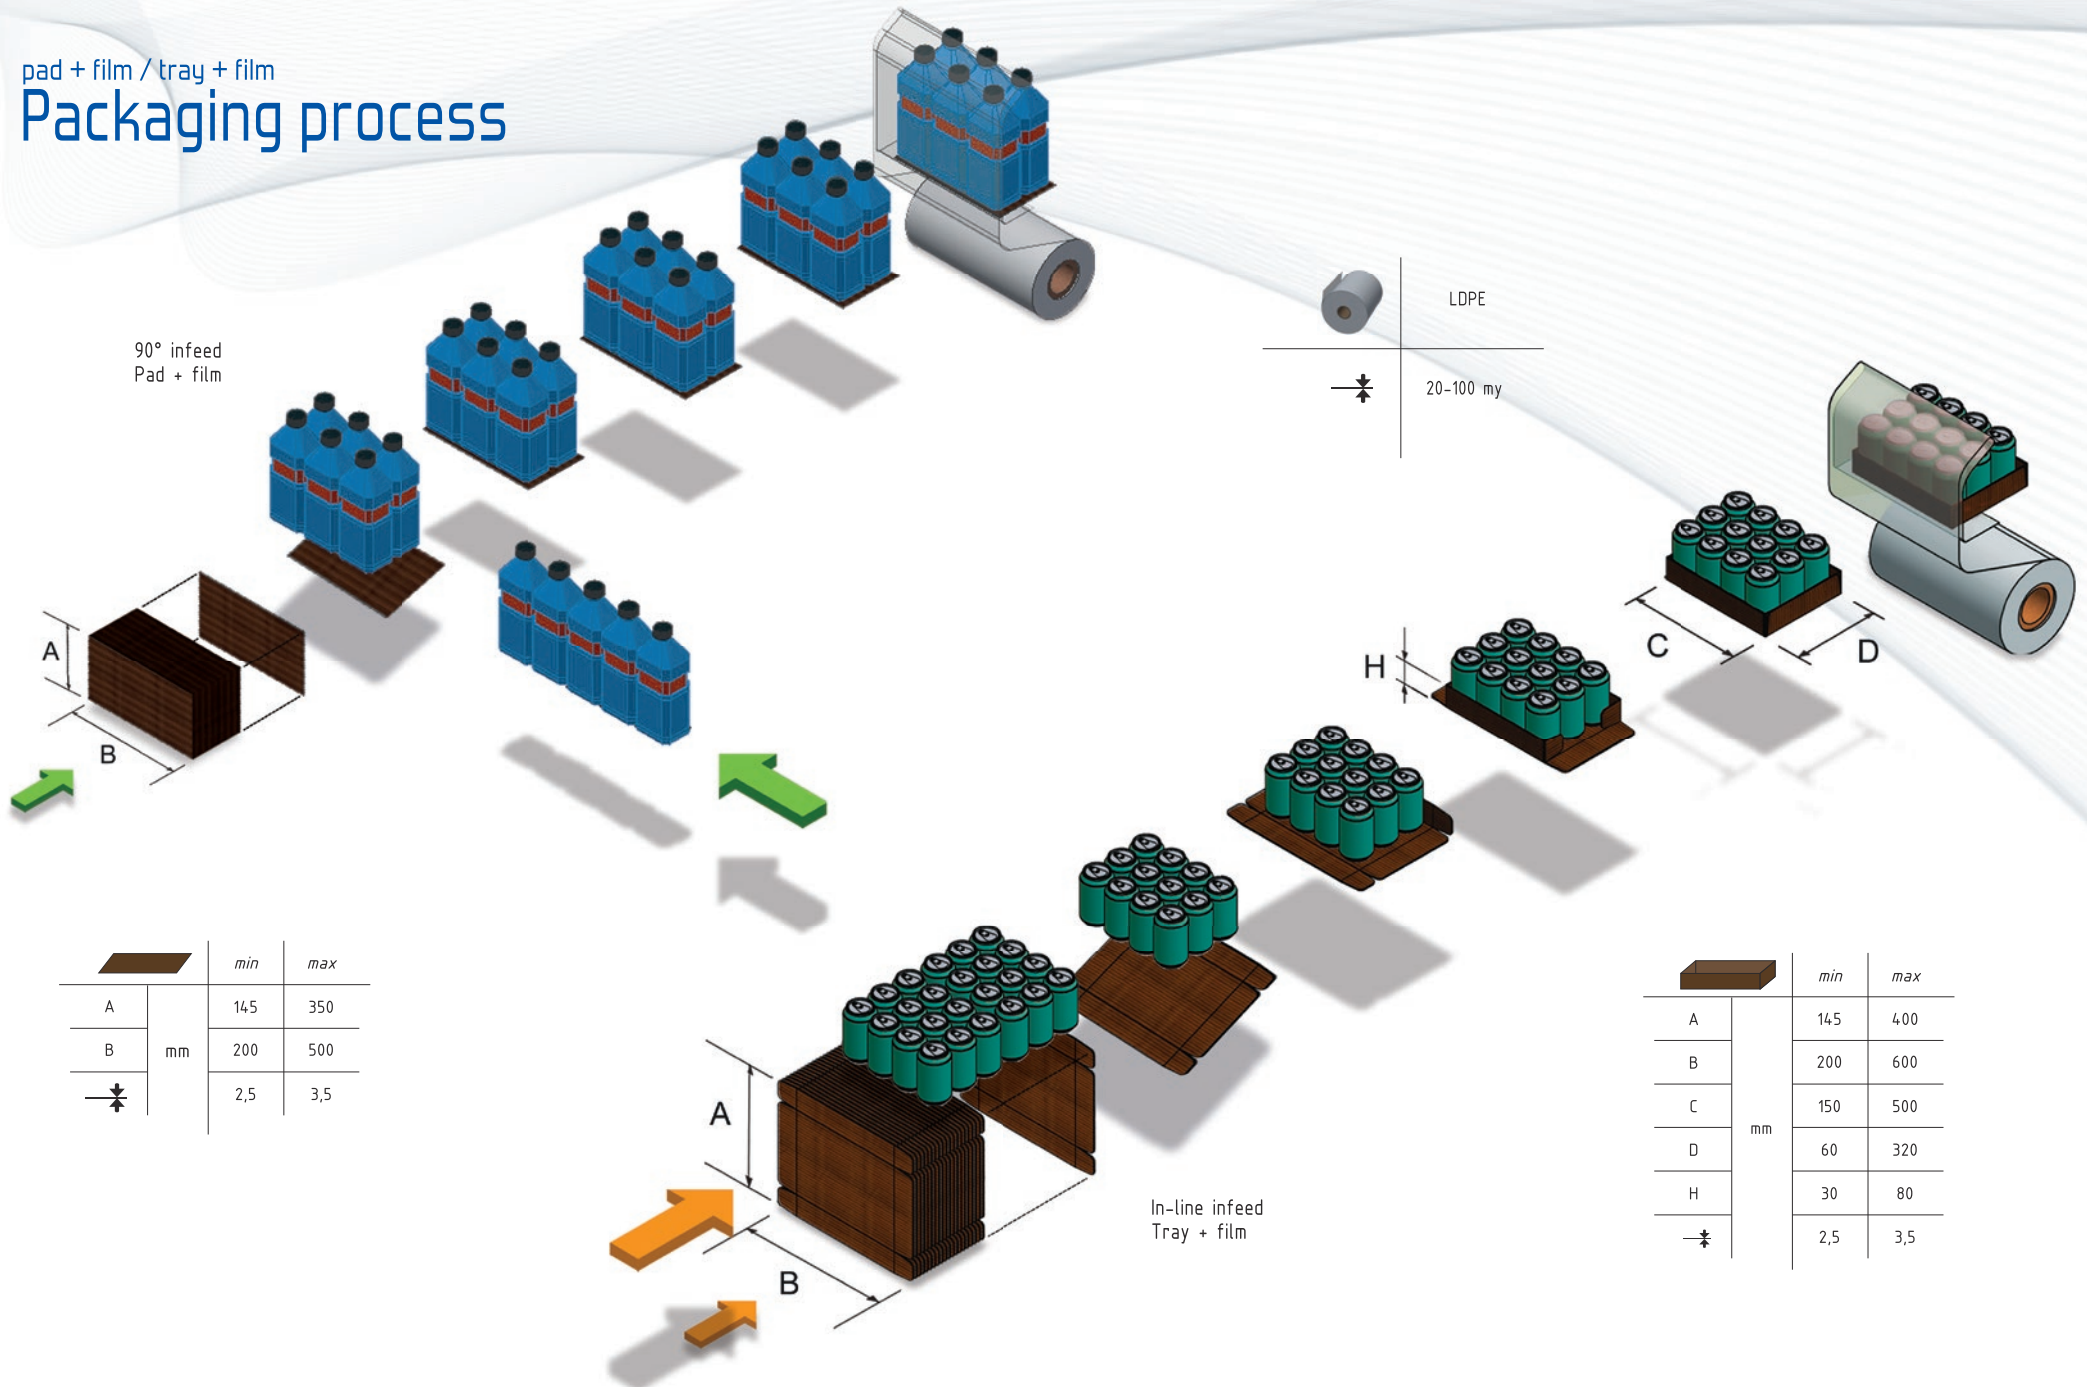 pad + film / tray + film
Packaging process
90° infeed
Pad + film
LDPE
20-100 my
A
B
H
C
D
A
B
In-line infeed
Tray + film
min max
A 145 350
B mm 200 500
2,5 3,5
min max
A 145 400
B 200 600
C 150 500
mm
D 60 320
H 30 80
2,5 3,5